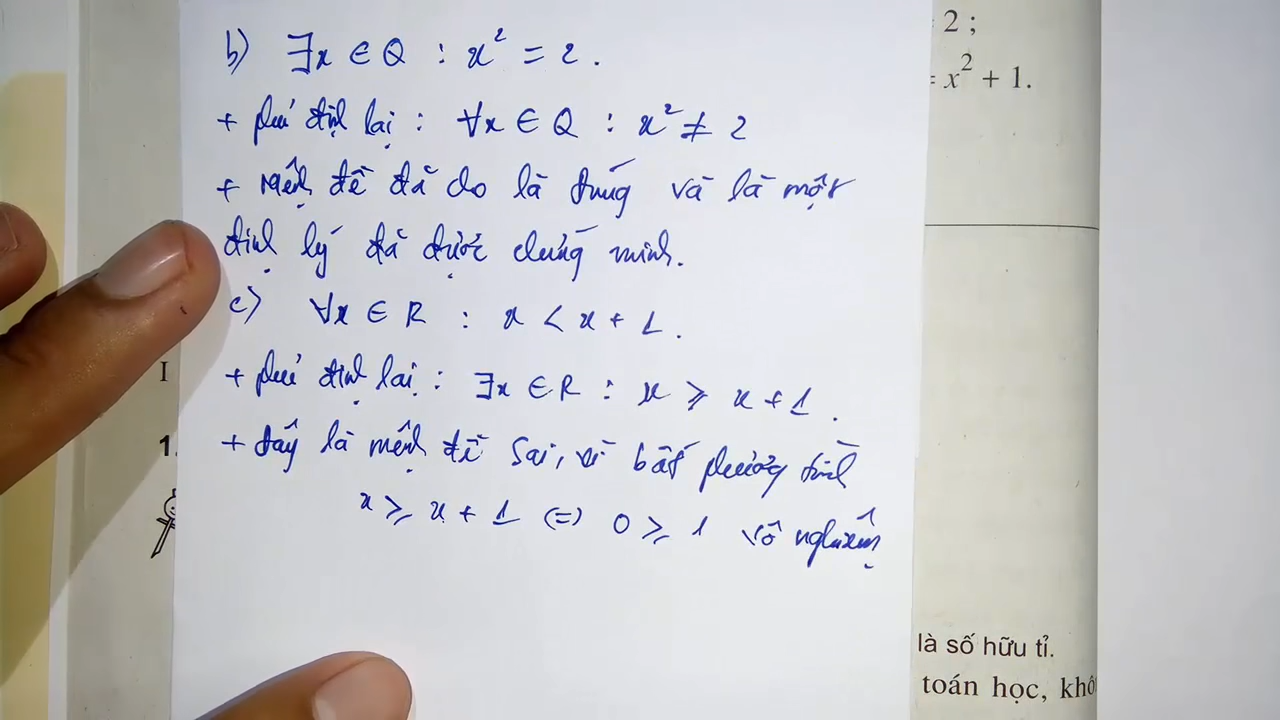 b) ∃x ∈ Q : x² = 2.
+ phủ định lại : ∀x ∈ Q : x² ≠ 2
+ Mệnh đề đã cho là đúng và là một
định lý đã được chứng minh.
c) ∀x ∈ R : x < x + 1.
+ phủ định lại : ∃x ∈ R : x ≥ x + 1.
+ đây là mệnh đề sai, vì bất phương trình
x ≥ x + 1 (=) 0 ≥ 1 vô nghiệm
= 2 ;
= x² + 1.
I
1.
là số hữu tỉ.
toán học, khô